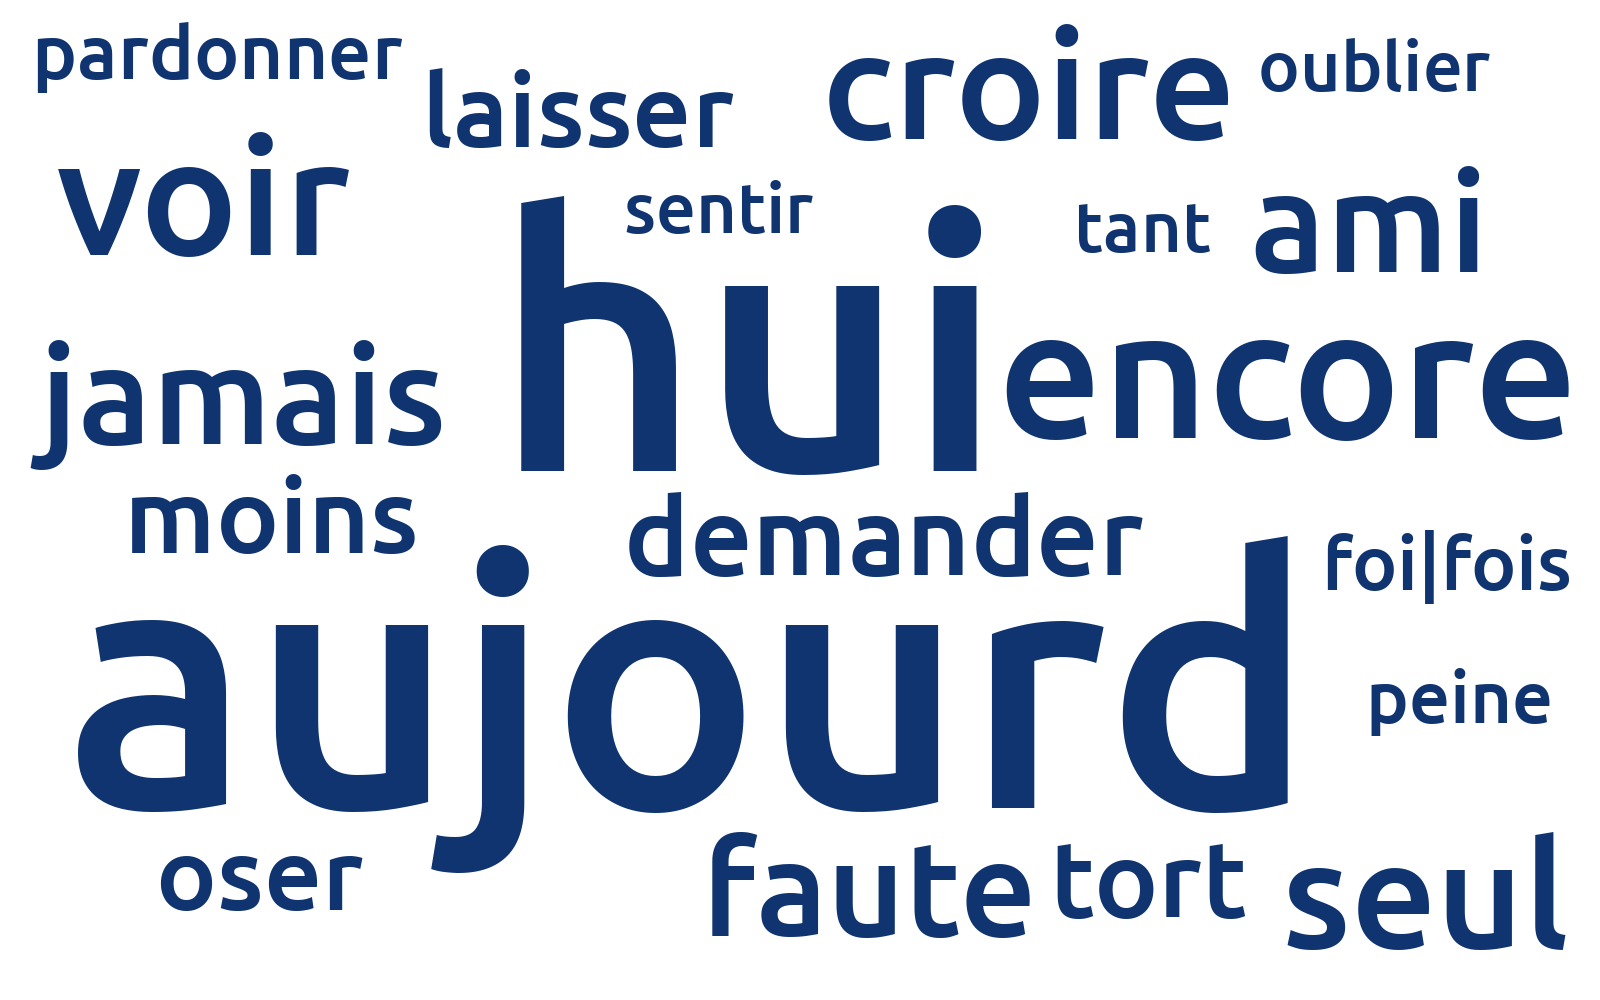 pardonner
laisser
croire
oublier
voir
sentir
tant
ami
hui
jamais
encore
moins
demander
foi|fois
aujourd
peine
oser
faute
tort
seul